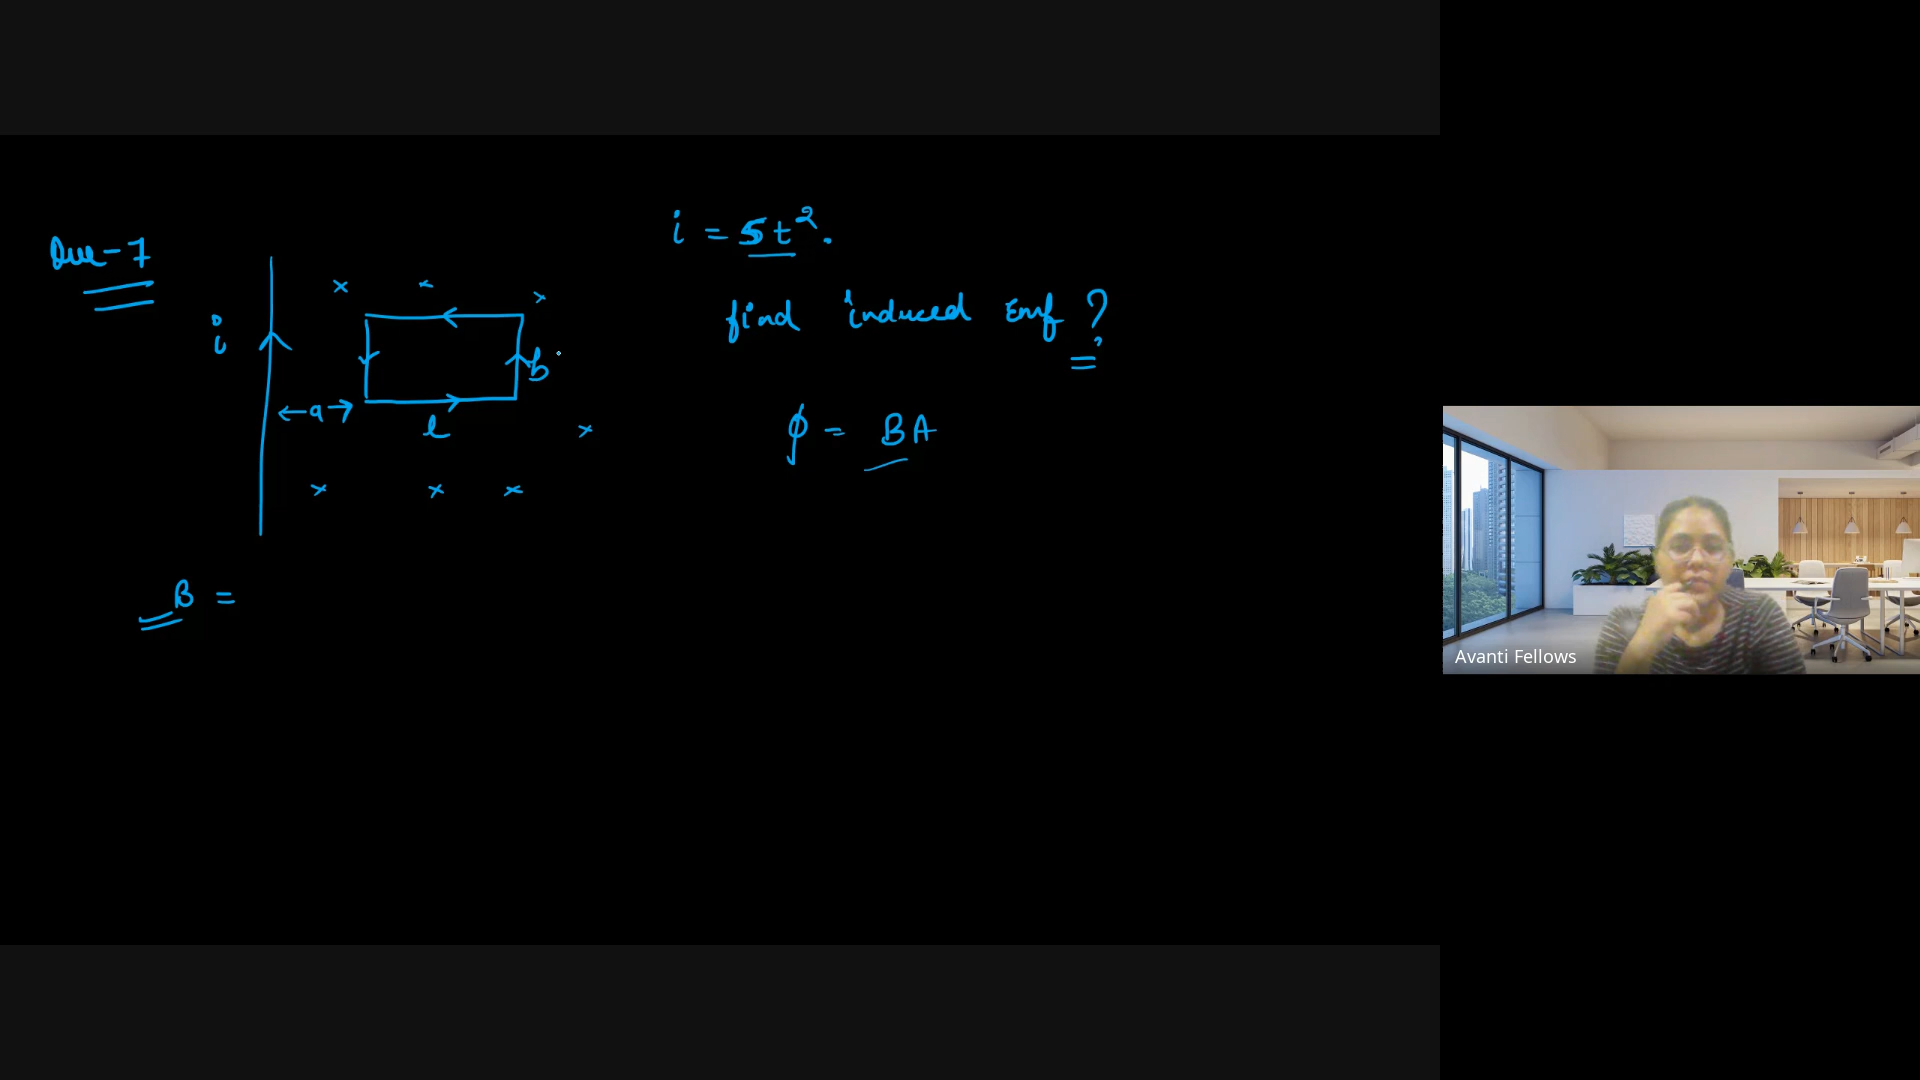 Que-7
i = 5t².
find induced Emf ?
i
b
← a →
l
ϕ = BA
B =
Avanti Fellows